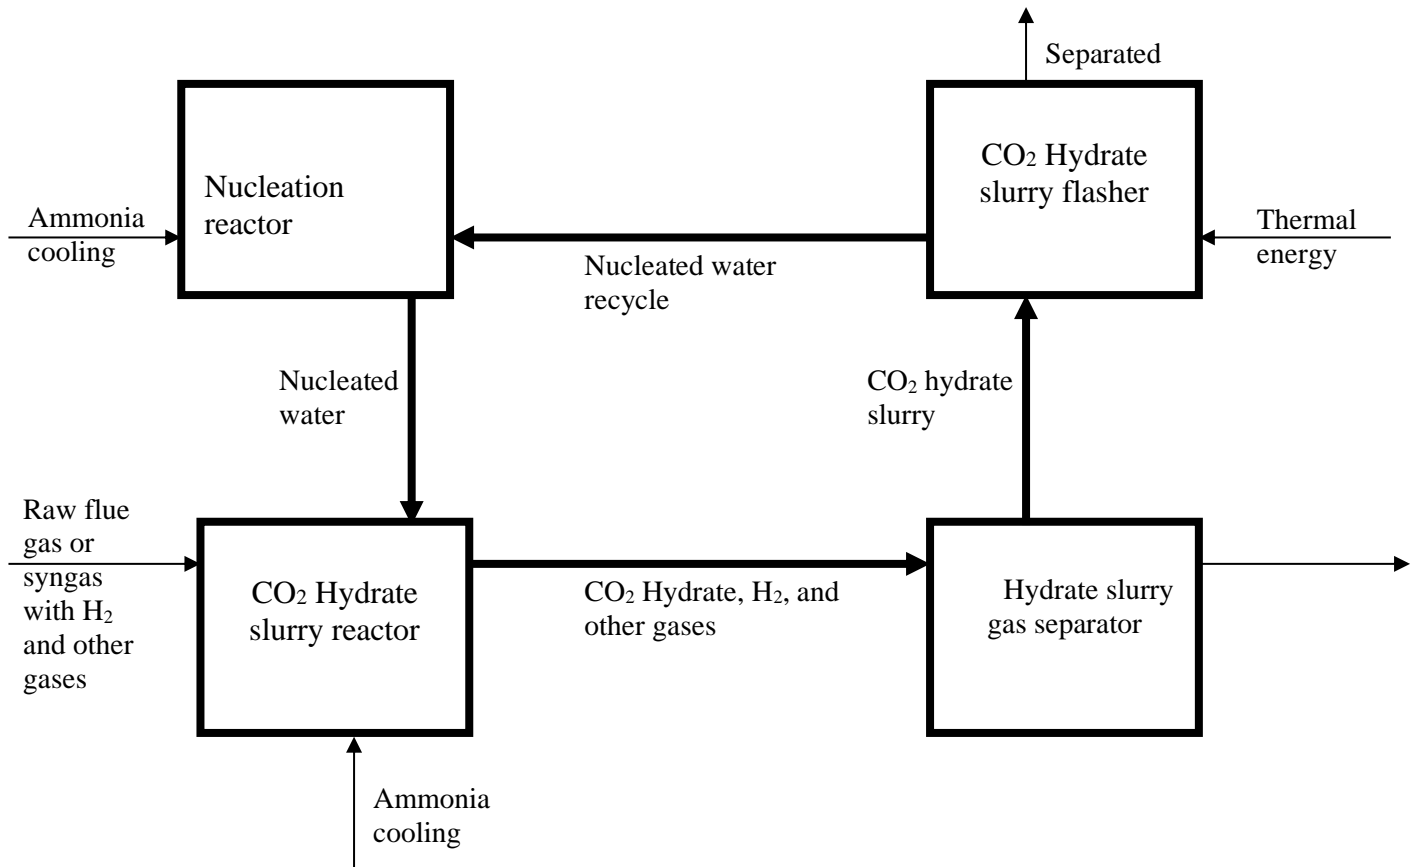 Separated
CO₂ Hydrate
slurry flasher
Nucleation
reactor
Ammonia
cooling
Thermal
energy
Nucleated water
recycle
Nucleated
water
CO₂ hydrate
slurry
Raw flue
gas or
syngas
with H₂
and other
gases
CO₂ Hydrate
slurry reactor
CO₂ Hydrate, H₂, and
other gases
Hydrate slurry
gas separator
Ammonia
cooling